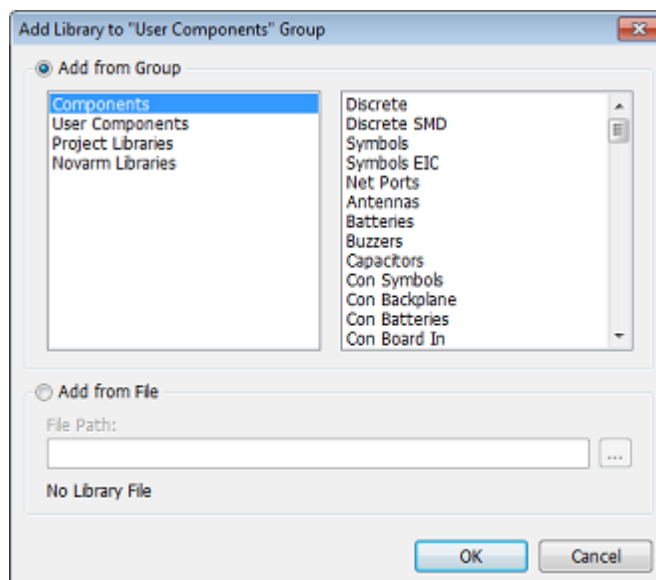 Add Library to "User Components" Group
Add from Group
Components
User Components
Project Libraries
Novarm Libraries
Discrete
Discrete SMD
Symbols
Symbols EIC
Net Ports
Antennas
Batteries
Buzzers
Capacitors
Con Symbols
Con Backplane
Con Batteries
Con Board In
Add from File
File Path:
...
No Library File
OK
Cancel